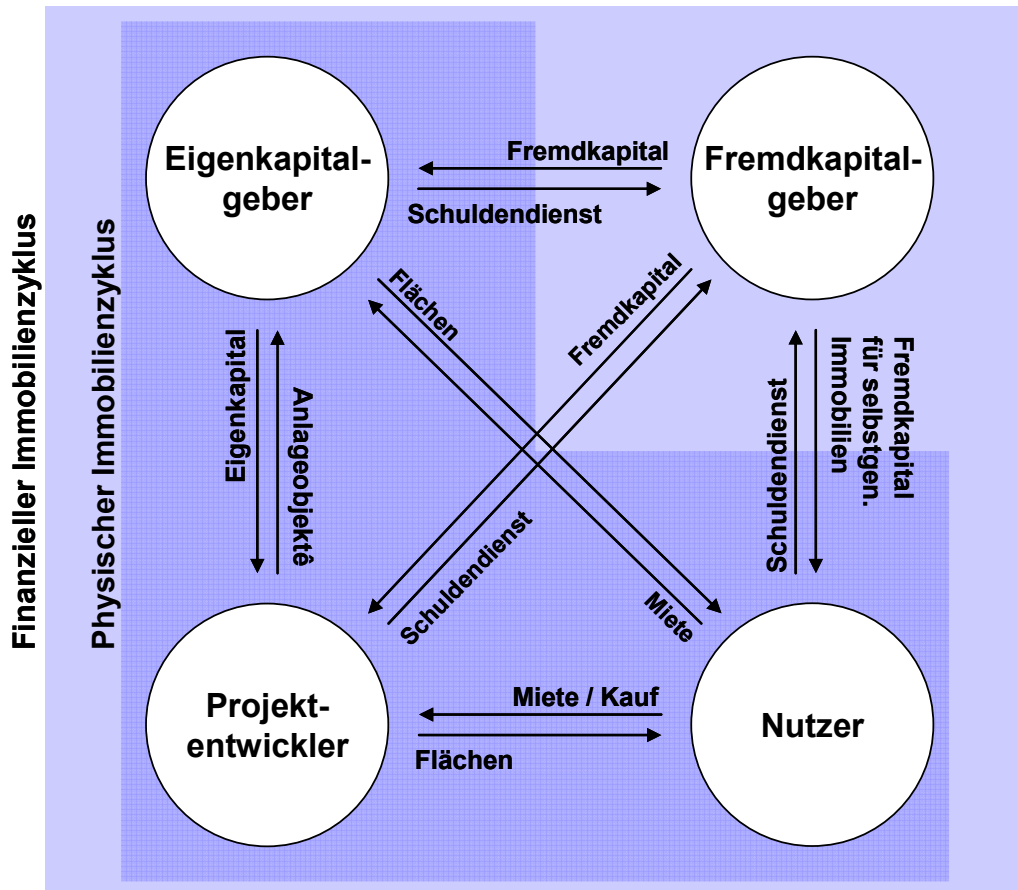 Finanzieller Immobilienzyklus
Physischer Immobilienzyklus
Eigenkapital-
geber
Fremdkapital
Schuldendienst
Fremdkapital-
geber
Flächen
Fremdkapital
Eigenkapital
Anlageobjektê
Schuldendienst
Fremdkapital
für selbstgen.
Immobilien
Schuldendienst
Miete
Projekt-
entwickler
Miete / Kauf
Flächen
Nutzer